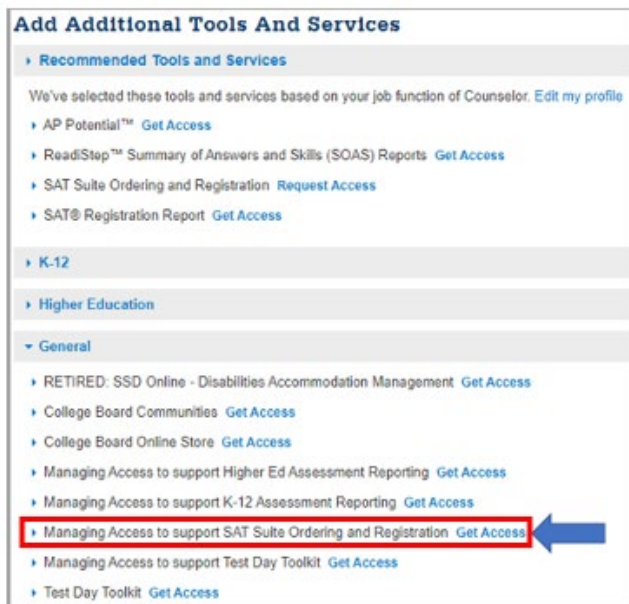 Add Additional Tools And Services
Recommended Tools and Services
We've selected these tools and services based on your job function of Counselor. Edit my profile
AP Potential™ Get Access
ReadiStep™ Summary of Answers and Skills (SOAS) Reports Get Access
SAT Suite Ordering and Registration Request Access
SAT® Registration Report Get Access
K-12
Higher Education
General
RETIRED: SSD Online - Disabilities Accommodation Management Get Access
College Board Communities Get Access
College Board Online Store Get Access
Managing Access to support Higher Ed Assessment Reporting Get Access
Managing Access to support K-12 Assessment Reporting Get Access
Managing Access to support SAT Suite Ordering and Registration Get Access
Managing Access to support Test Day Toolkit Get Access
Test Day Toolkit Get Access